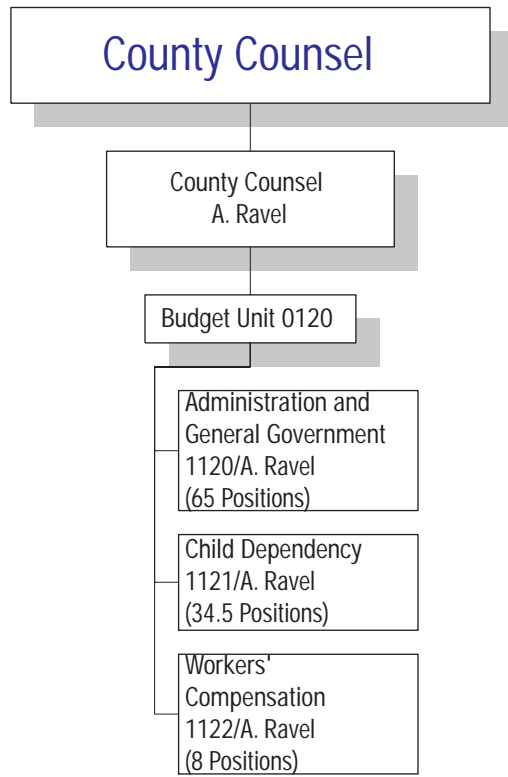 County Counsel
County Counsel
A. Ravel
Budget Unit 0120
Administration and
General Government
1120/A. Ravel
(65 Positions)
Child Dependency
1121/A. Ravel
(34.5 Positions)
Workers'
Compensation
1122/A. Ravel
(8 Positions)